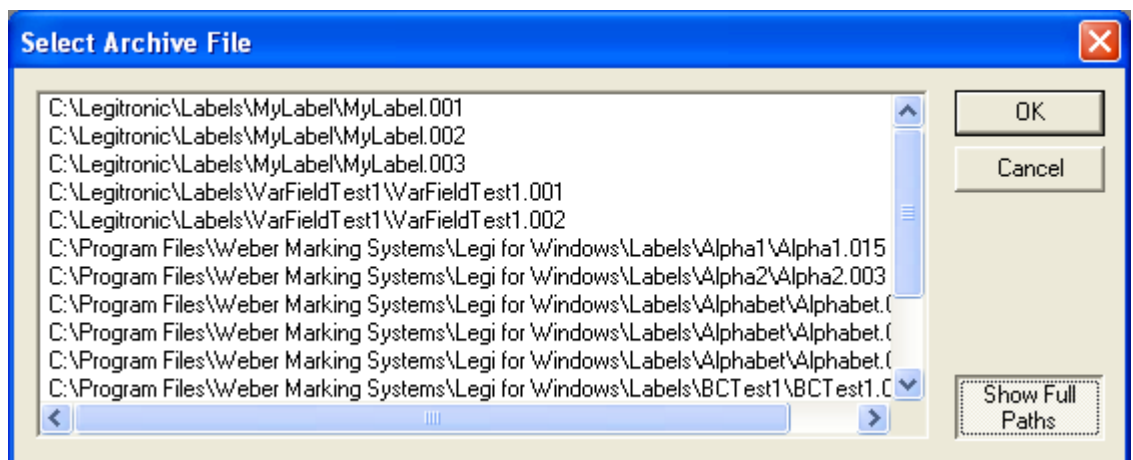 Select Archive File
C:\Legitronic\Labels\MyLabel\MyLabel.001
C:\Legitronic\Labels\MyLabel\MyLabel.002
C:\Legitronic\Labels\MyLabel\MyLabel.003
C:\Legitronic\Labels\VarFieldTest1\VarFieldTest1.001
C:\Legitronic\Labels\VarFieldTest1\VarFieldTest1.002
C:\Program Files\Weber Marking Systems\Legi for Windows\Labels\Alpha1\Alpha1.015
C:\Program Files\Weber Marking Systems\Legi for Windows\Labels\Alpha2\Alpha2.003
C:\Program Files\Weber Marking Systems\Legi for Windows\Labels\Alphabet\Alphabet.(
C:\Program Files\Weber Marking Systems\Legi for Windows\Labels\Alphabet\Alphabet.(
C:\Program Files\Weber Marking Systems\Legi for Windows\Labels\Alphabet\Alphabet.(
C:\Program Files\Weber Marking Systems\Legi for Windows\Labels\BCTest1\BCTest1.0
OK
Cancel
Show Full
Paths